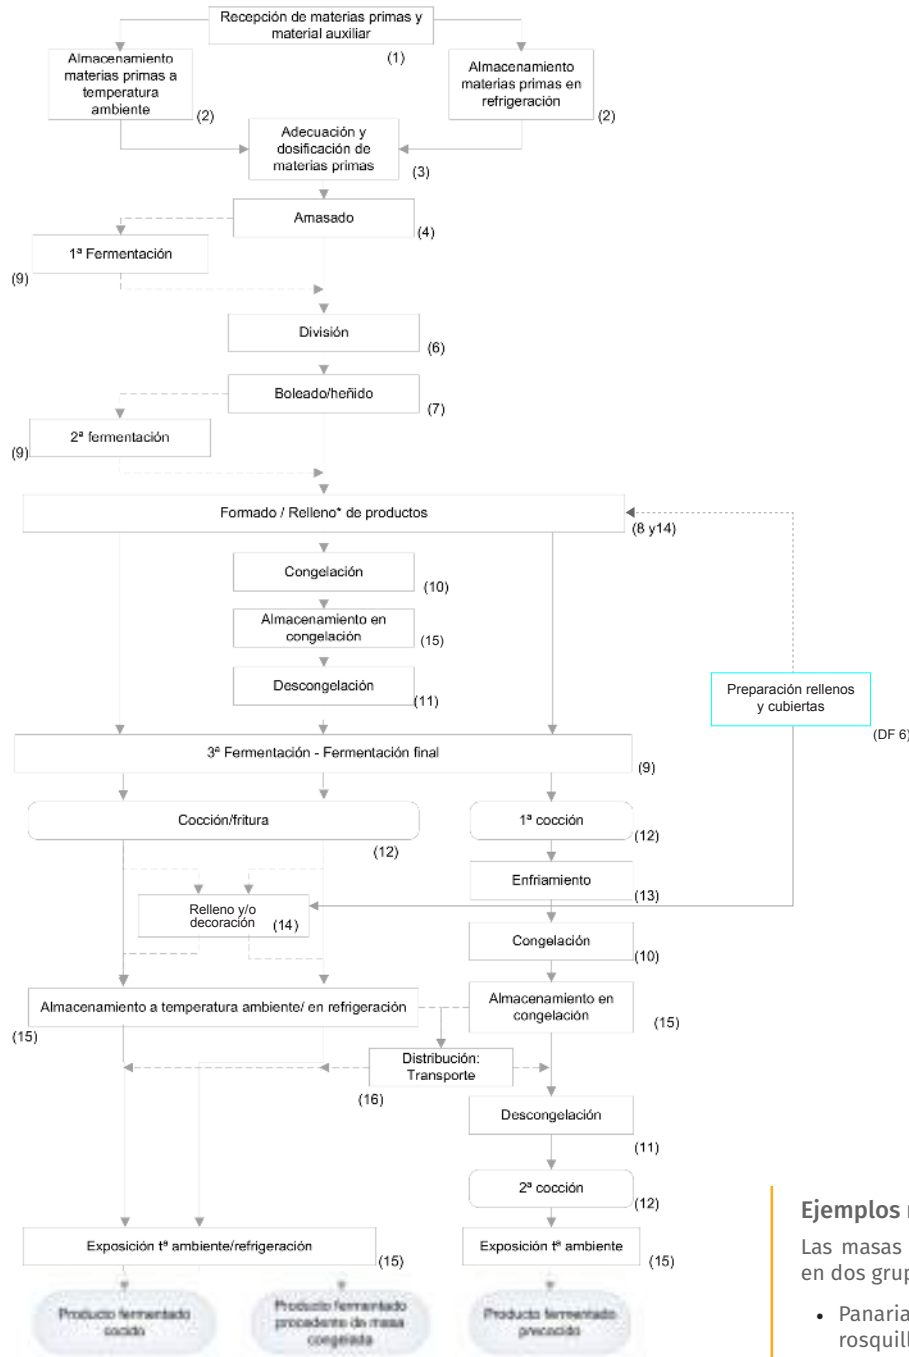 Recepción de materias primas y
material auxiliar
(1)
Almacenamiento
materias primas a
temperatura
ambiente
(2)
Almacenamiento
materias primas en
refrigeración
(2)
Adecuación y
dosificación de
materias primas
(3)
Amasado
(4)
1ª Fermentación
(9)
División
(6)
Boleado/heñido
(7)
2ª fermentación
(9)
Formado / Relleno* de productos
(8 y14)
Congelación
(10)
Almacenamiento en
congelación
(15)
Descongelación
(11)
Preparación rellenos
y cubiertas
(DF 6)
3ª Fermentación - Fermentación final
(9)
Cocción/fritura
(12)
1ª cocción
(12)
Enfriamiento
(13)
Relleno y/o
decoración
(14)
Congelación
(10)
Almacenamiento a temperatura ambiente/ en refrigeración
(15)
Almacenamiento en
congelación
(15)
Distribución:
Transporte
(16)
Descongelación
(11)
2ª cocción
(12)
Exposición tª ambiente/refrigeración
(15)
Exposición tª ambiente
(15)
Producto fermentado
cocido
Producto fermentado
procedente de masa
congelada
Producto fermentado
precocido
Ejemplos
Las masas
en dos grup
• Panaria
rosquill